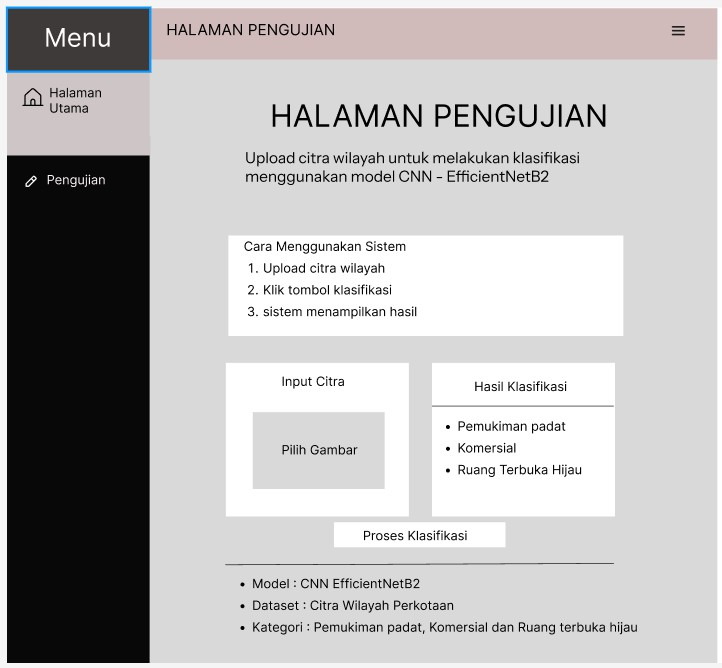 Menu
HALAMAN PENGUJIAN
Halaman
Utama
Pengujian
HALAMAN PENGUJIAN
Upload citra wilayah untuk melakukan klasifikasi
menggunakan model CNN - EfficientNetB2
Cara Menggunakan Sistem
1. Upload citra wilayah
2. Klik tombol klasifikasi
3. sistem menampilkan hasil
Input Citra
Pilih Gambar
Hasil Klasifikasi
• Pemukiman padat
• Komersial
• Ruang Terbuka Hijau
Proses Klasifikasi
• Model : CNN EfficientNetB2
• Dataset : Citra Wilayah Perkotaan
• Kategori : Pemukiman padat, Komersial dan Ruang terbuka hijau